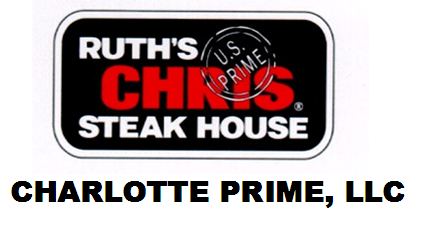 RUTH'S
U.S.
PRIME
CHRIS®
STEAK HOUSE
CHARLOTTE PRIME, LLC